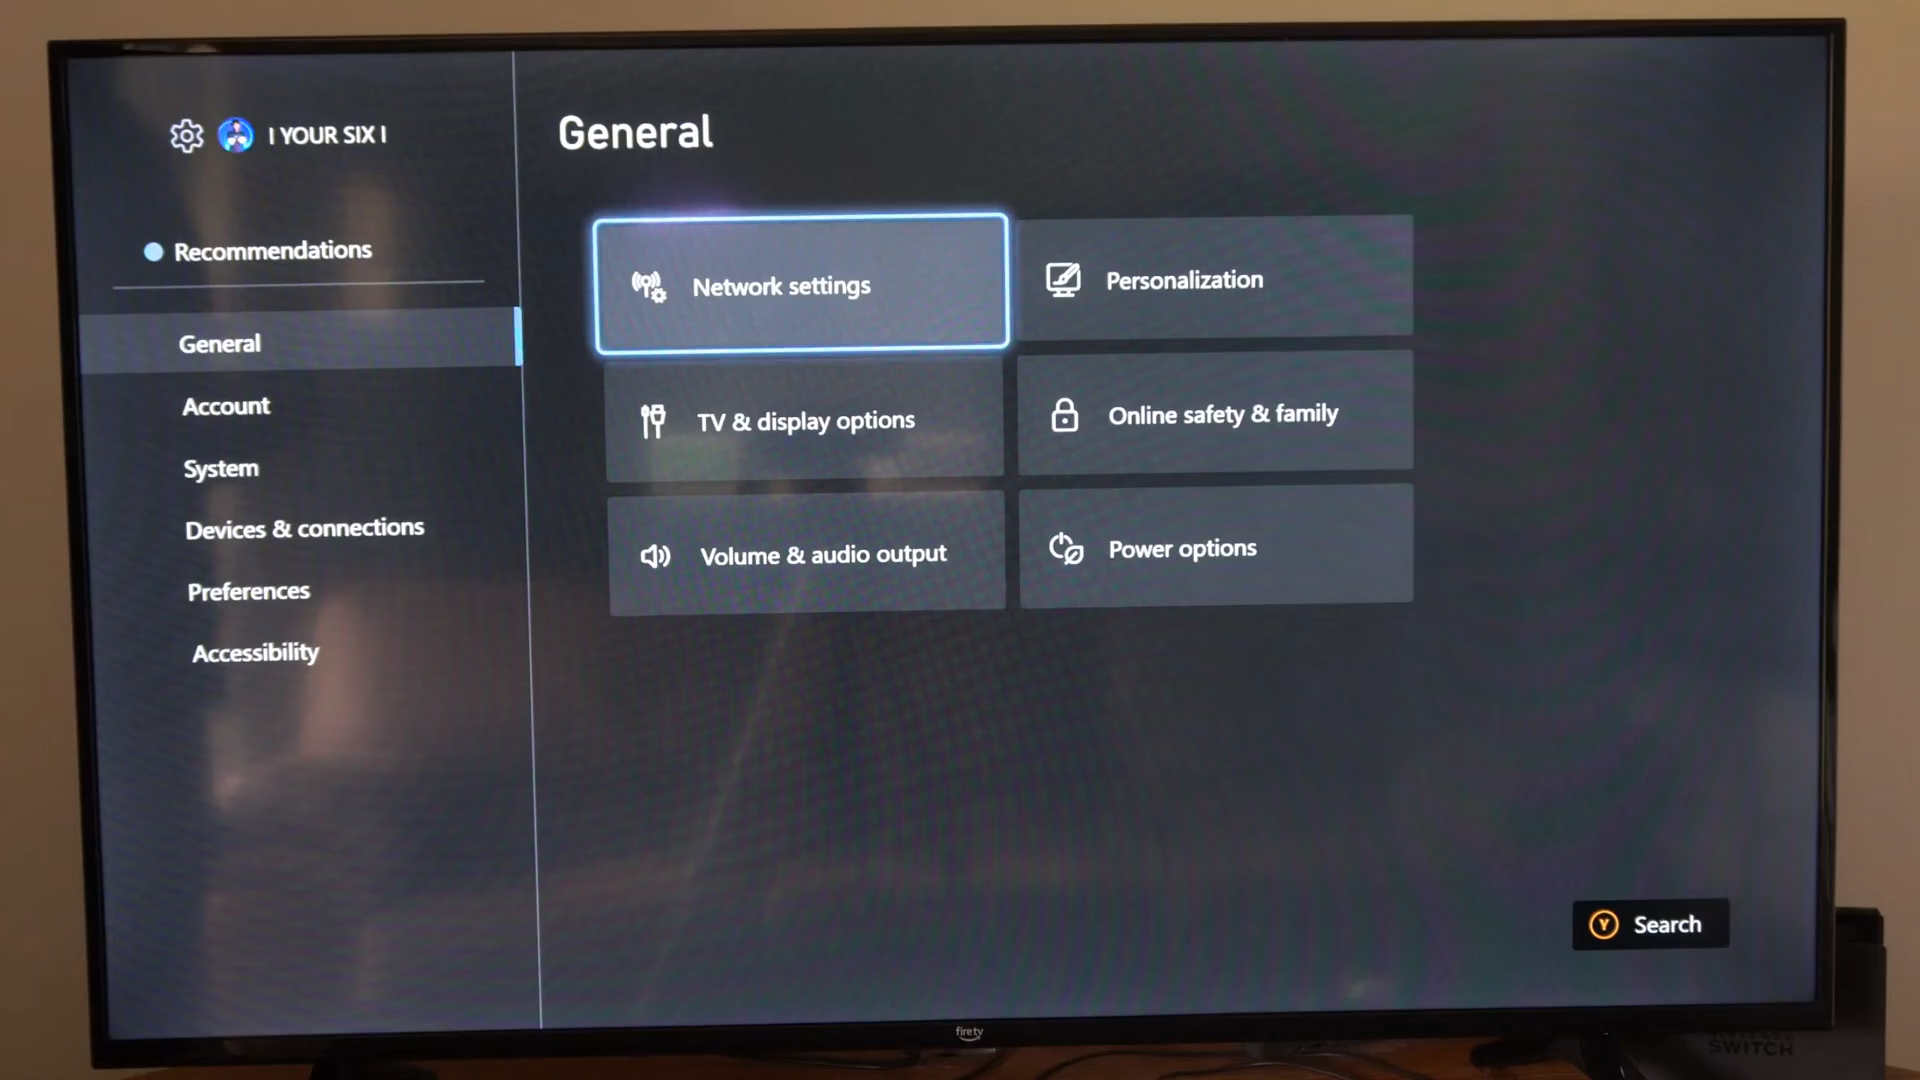 I YOUR SIX I
Recommendations
General
Account
System
Devices & connections
Preferences
Accessibility
General
Network settings
Personalization
TV & display options
Online safety & family
Volume & audio output
Power options
Y Search
firetv
SWITCH